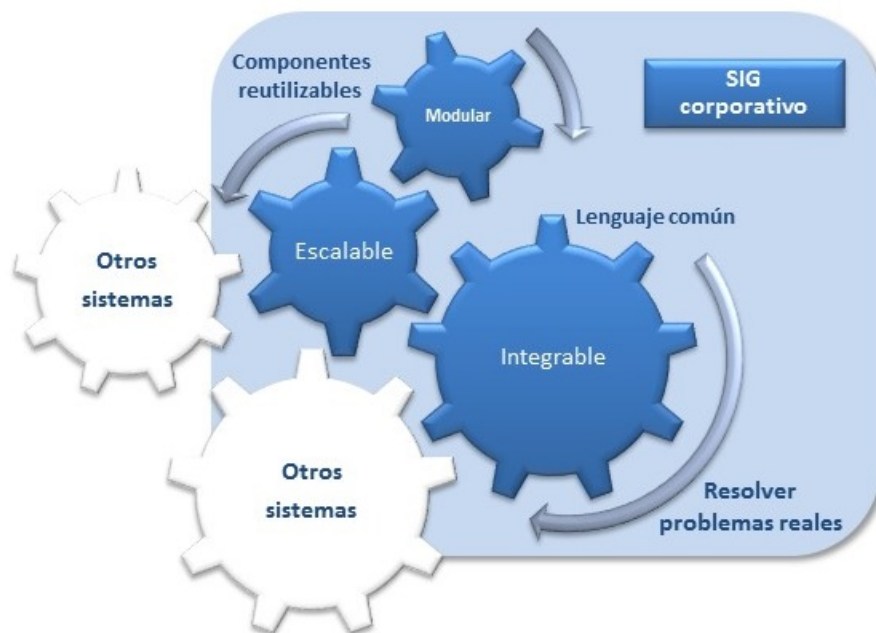 Componentes
reutilizables
Modular
SIG
corporativo
Lenguaje común
Escalable
Otros
sistemas
Integrable
Otros
sistemas
Resolver
problemas reales